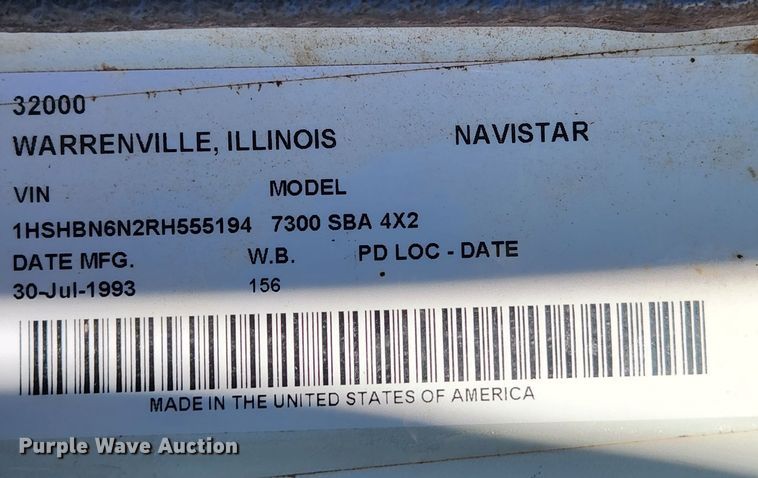 32000
WARRENVILLE, ILLINOIS NAVISTAR
VIN MODEL
1HSHBN6N2RH555194 7300 SBA 4X2
DATE MFG. W.B. PD LOC - DATE
30-Jul-1993 156
MADE IN THE UNITED STATES OF AMERICA
Purple Wave Auction